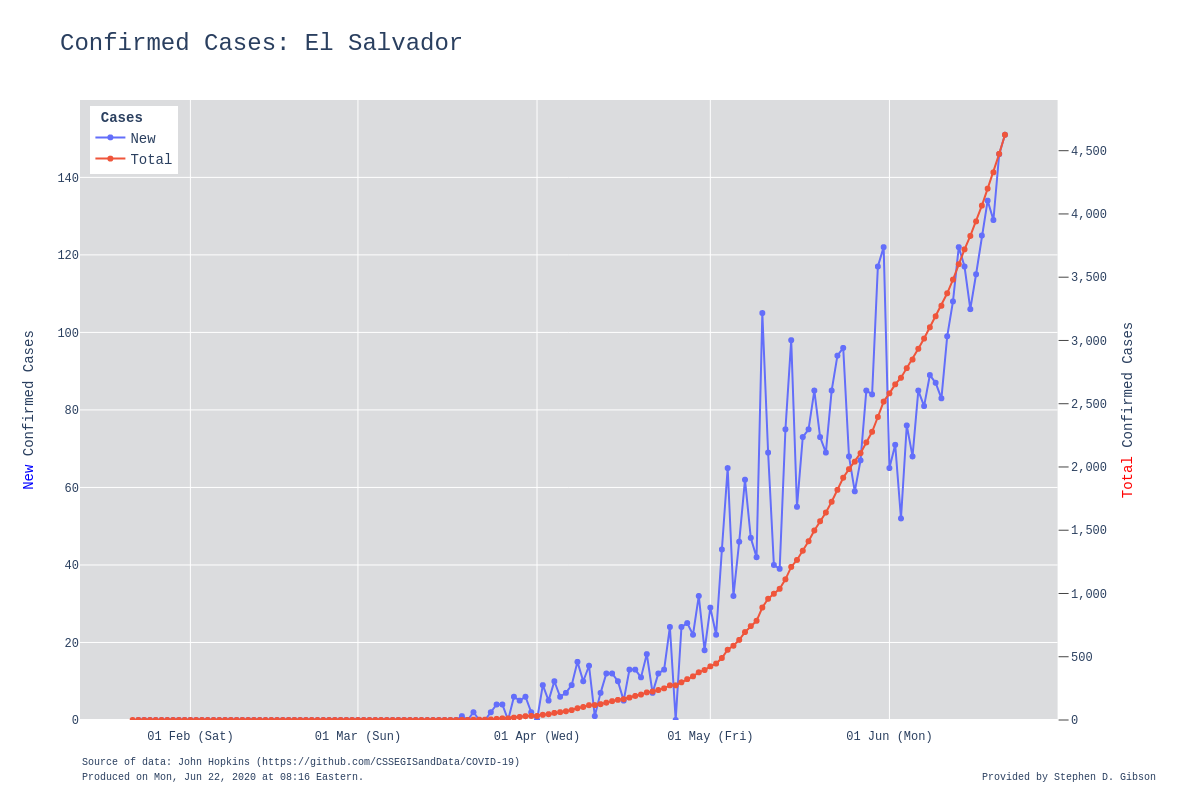 Confirmed Cases: El Salvador
Cases
New
Total
140
120
100
80
60
40
20
0
New Confirmed Cases
4,500
4,000
3,500
3,000
2,500
2,000
1,500
1,000
500
0
Total Confirmed Cases
01 Feb (Sat)
01 Mar (Sun)
01 Apr (Wed)
01 May (Fri)
01 Jun (Mon)
Source of data: John Hopkins (https://github.com/CSSEGISandData/COVID-19)
Produced on Mon, Jun 22, 2020 at 08:16 Eastern.
Provided by Stephen D. Gibson